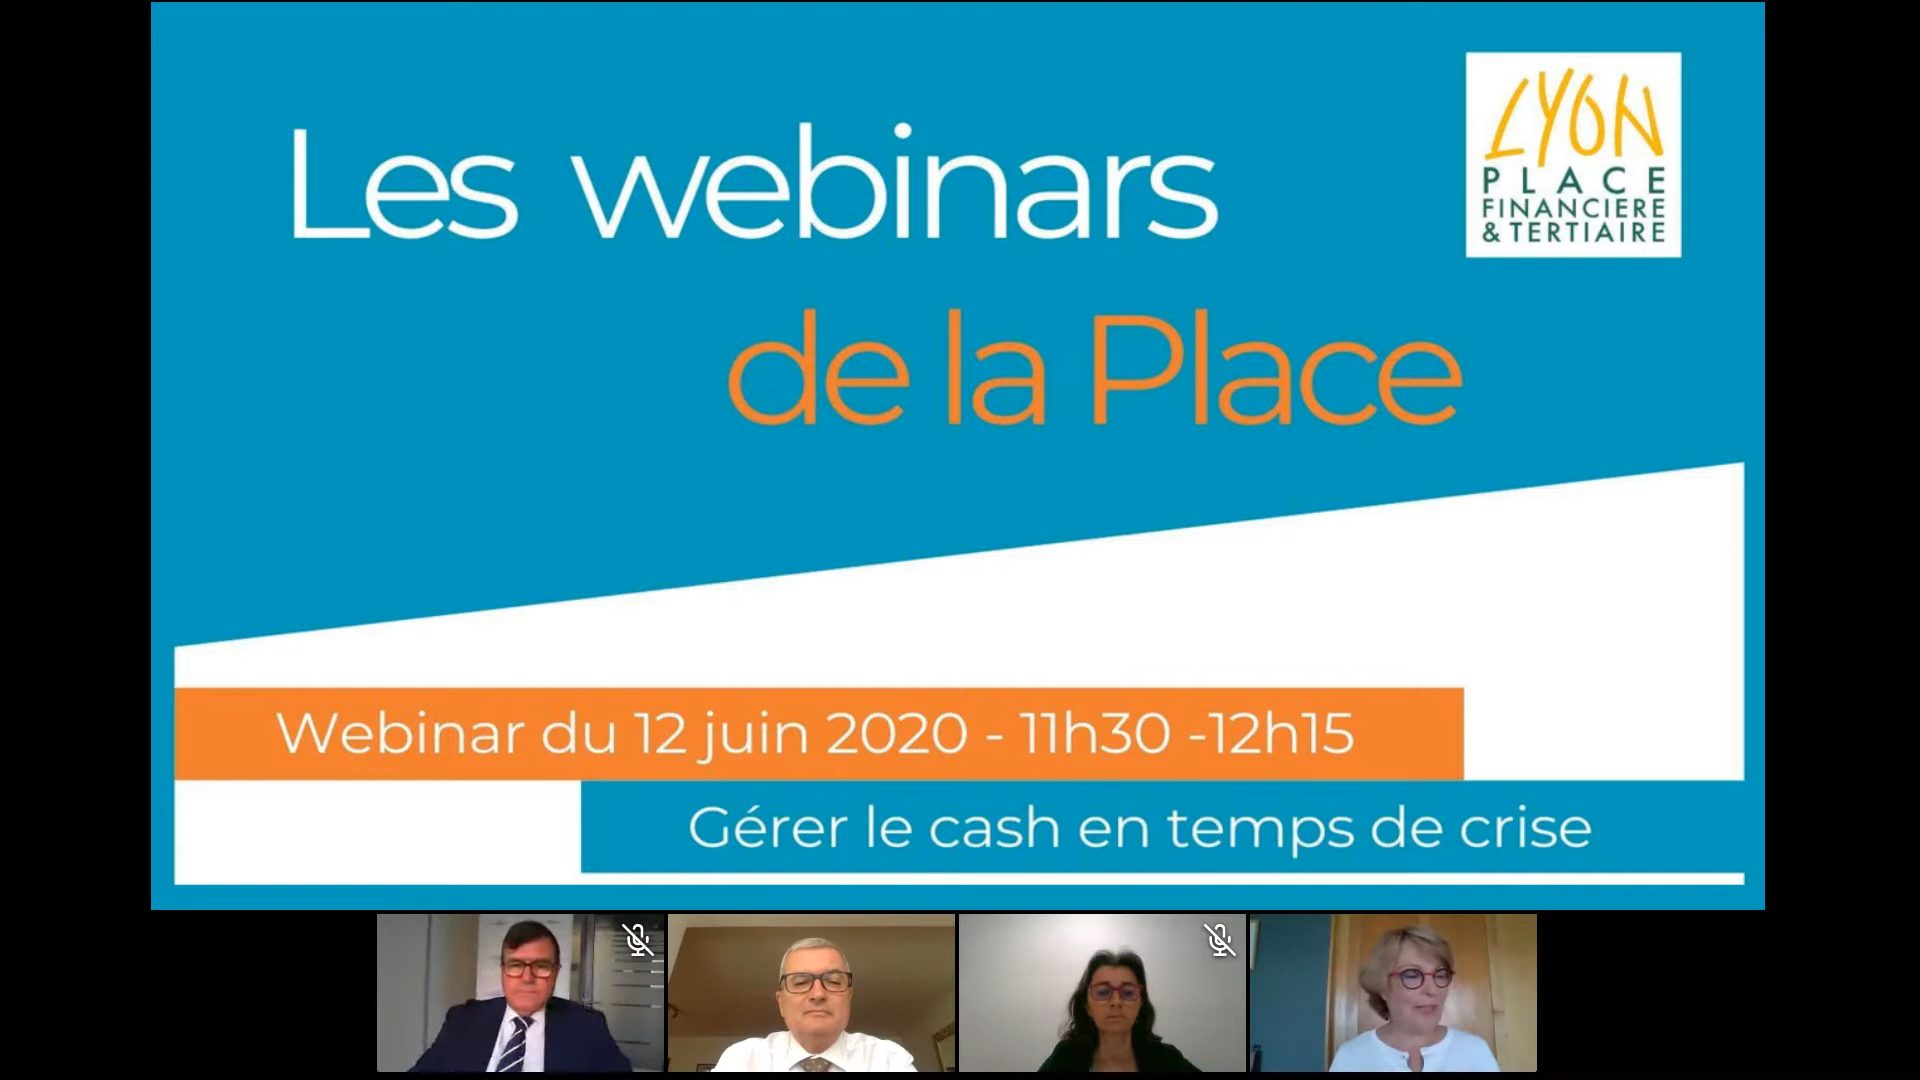 Les webinars
de la Place
LYON
PLACE
FINANCIERE
& TERTIAIRE
Webinar du 12 juin 2020 - 11h30 -12h15
Gérer le cash en temps de crise